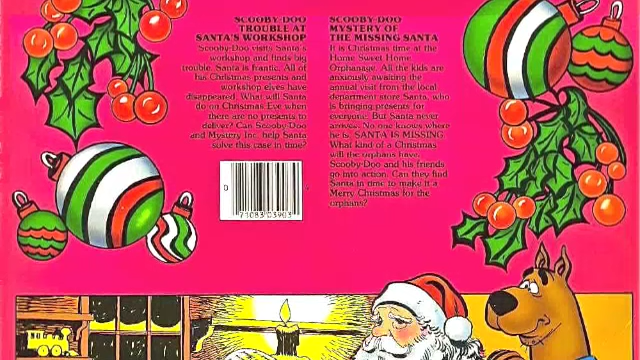 SCOOBY-DOO
TROUBLE AT
SANTA'S WORKSHOP
Scooby-Doo visits Santa's
workshop and finds big
trouble. Santa is frantic. All of
his Christmas presents and
workshop elves have
disappeared. What will Santa
do on Christmas Eve when
there are no presents to
deliver? Can Scooby-Doo
and Mystery Inc. help Santa
solve this case in time?
SCOOBY-DOO
MYSTERY OF
THE MISSING SANTA
It is Christmas time at the
Home Sweet Home
Orphanage. All the kids are
anxiously awaiting the
annual visit from the local
department store Santa, who
is bringing presents for
everyone. But Santa never
arrives. No one knows where
he is. SANTA IS MISSING.
What kind of a Christmas
will the orphans have.
Scooby-Doo and his friends
go into action. Can they find
Santa in time to make it a
Merry Christmas for the
orphans?
0
71083 03903